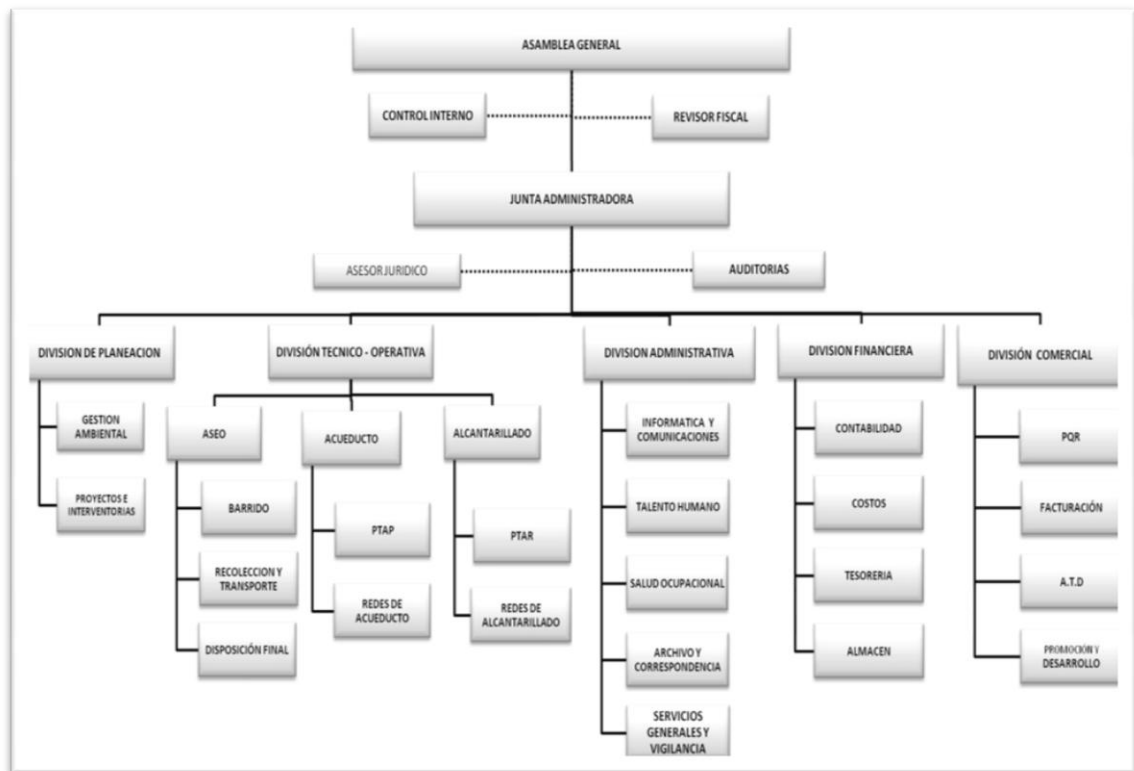 ASAMBLEA GENERAL
CONTROL INTERNO
REVISOR FISCAL
JUNTA ADMINISTRADORA
ASESOR JURIDICO
AUDITORIAS
DIVISION DE PLANEACION
GESTION
AMBIENTAL
PROYECTOS E
INTERVENTORIAS
DIVISIÓN TECNICO - OPERATIVA
ASEO
BARRIDO
RECOLECCION Y
TRANSPORTE
DISPOSICIÓN FINAL
ACUEDUCTO
PTAP
REDES DE
ACUEDUCTO
ALCANTARILLADO
PTAR
REDES DE
ALCANTARILLADO
DIVISION ADMINISTRATIVA
INFORMATICA Y
COMUNICACIONES
TALENTO HUMANO
SALUD OCUPACIONAL
ARCHIVO Y
CORRESPONDENCIA
SERVICIOS
GENERALES Y
VIGILANCIA
DIVISION FINANCIERA
CONTABILIDAD
COSTOS
TESORERIA
ALMACEN
DIVISIÓN COMERCIAL
PQR
FACTURACIÓN
A.T.D
PROMOCIÓN Y
DESARROLLO